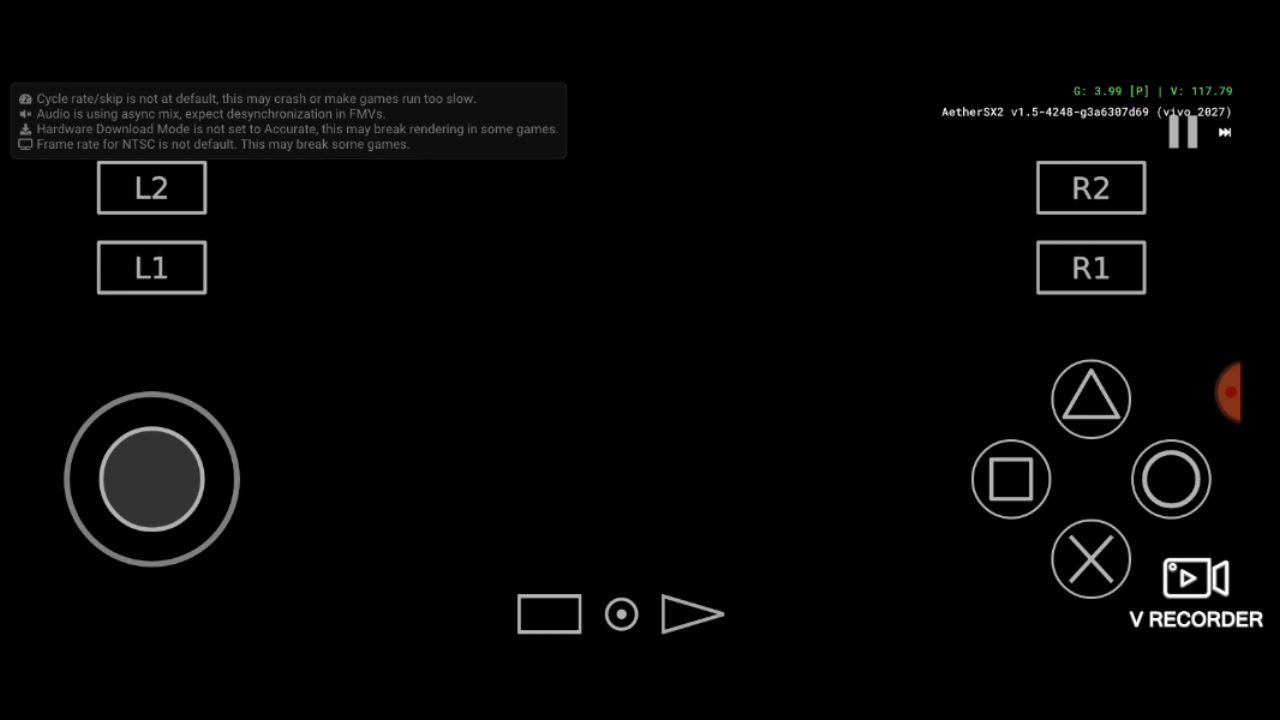 Cycle rate/skip is not at default, this may crash or make games run too slow.
Audio is using async mix, expect desynchronization in FMVs.
Hardware Download Mode is not set to Accurate, this may break rendering in some games.
Frame rate for NTSC is not default. This may break some games.
G: 3.99 [P] | V: 117.79
AetherSX2 v1.5-4248-g3a6307d69 (vivo 2027)
L2
R2
L1
R1
V RECORDER